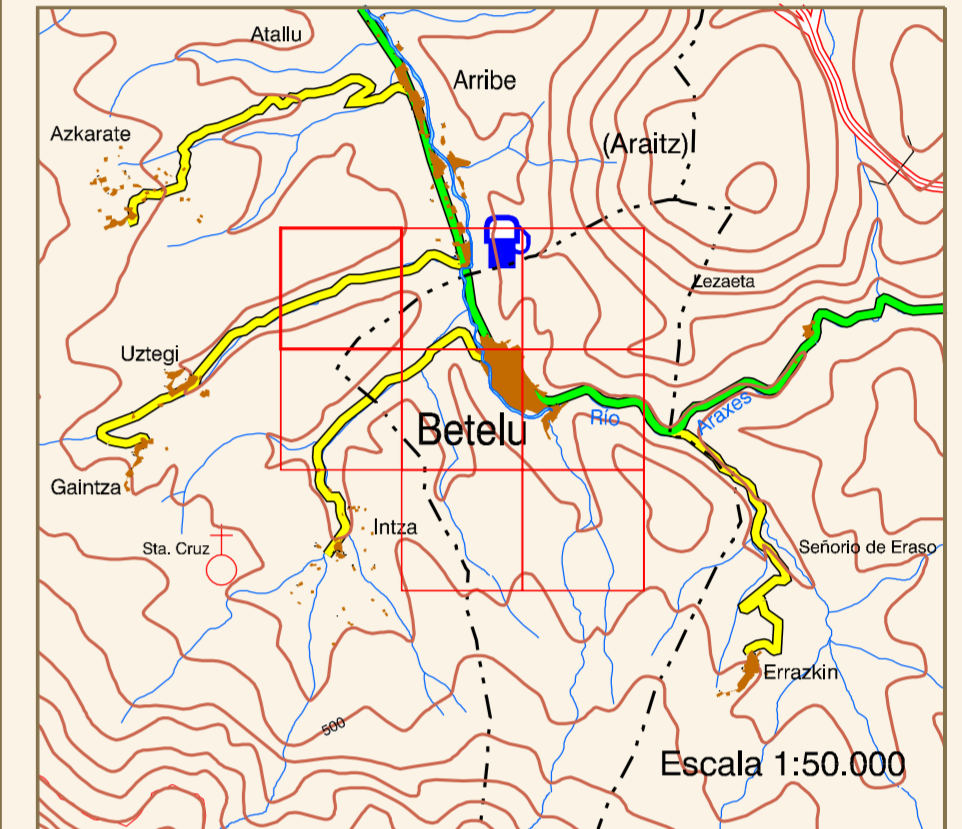 Atallu
Arribe
Azkarate
(Araitz)
Lezaeta
Uztegi
Betelu
Río
Araxes
Gaintza
Intza
Sta. Cruz
Señorio de Eraso
Errazkin
500
Escala 1:50.000